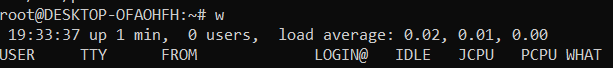 root@DESKTOP-OFAOHFH:~# w
 19:33:37 up 1 min,  0 users,  load average: 0.02, 0.01, 0.00
USER     TTY      FROM             LOGIN@   IDLE   JCPU   PCPU WHAT